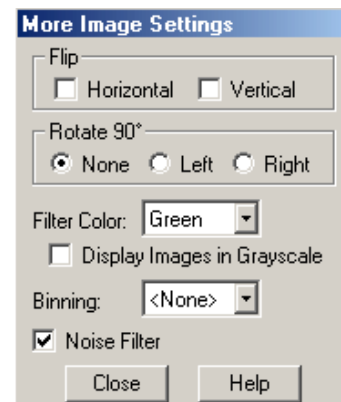 More Image Settings
Flip
Horizontal Vertical
Rotate 90°
None Left Right
Filter Color: Green
Display Images in Grayscale
Binning: <None>
Noise Filter
Close Help